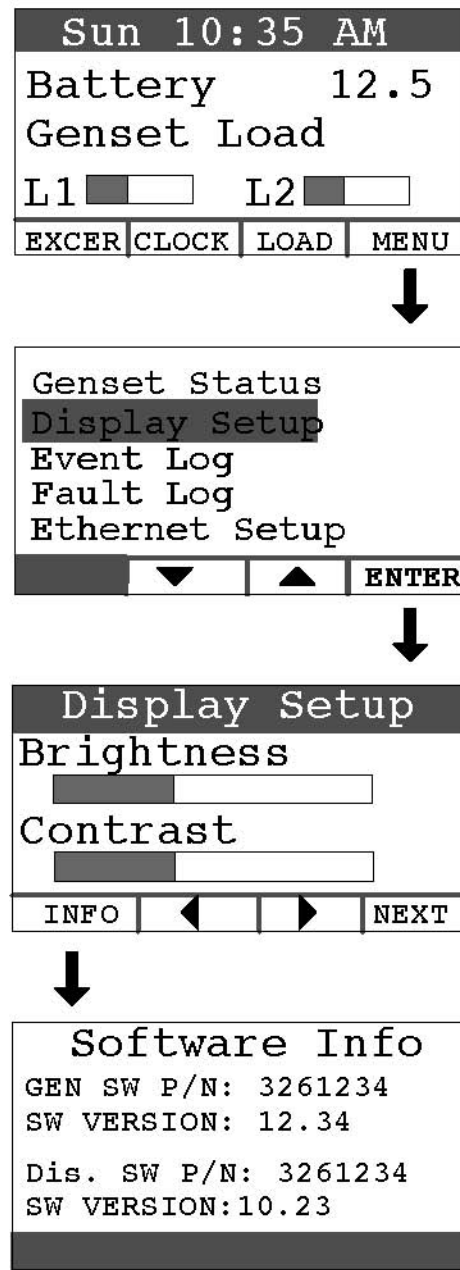 Sun 10:35 AM
Battery 12.5
Genset Load
L1 L2
EXCER CLOCK LOAD MENU
Genset Status
Display Setup
Event Log
Fault Log
Ethernet Setup
ENTER
Display Setup
Brightness
Contrast
INFO NEXT
Software Info
GEN SW P/N: 3261234
SW VERSION: 12.34
Dis. SW P/N: 3261234
SW VERSION:10.23